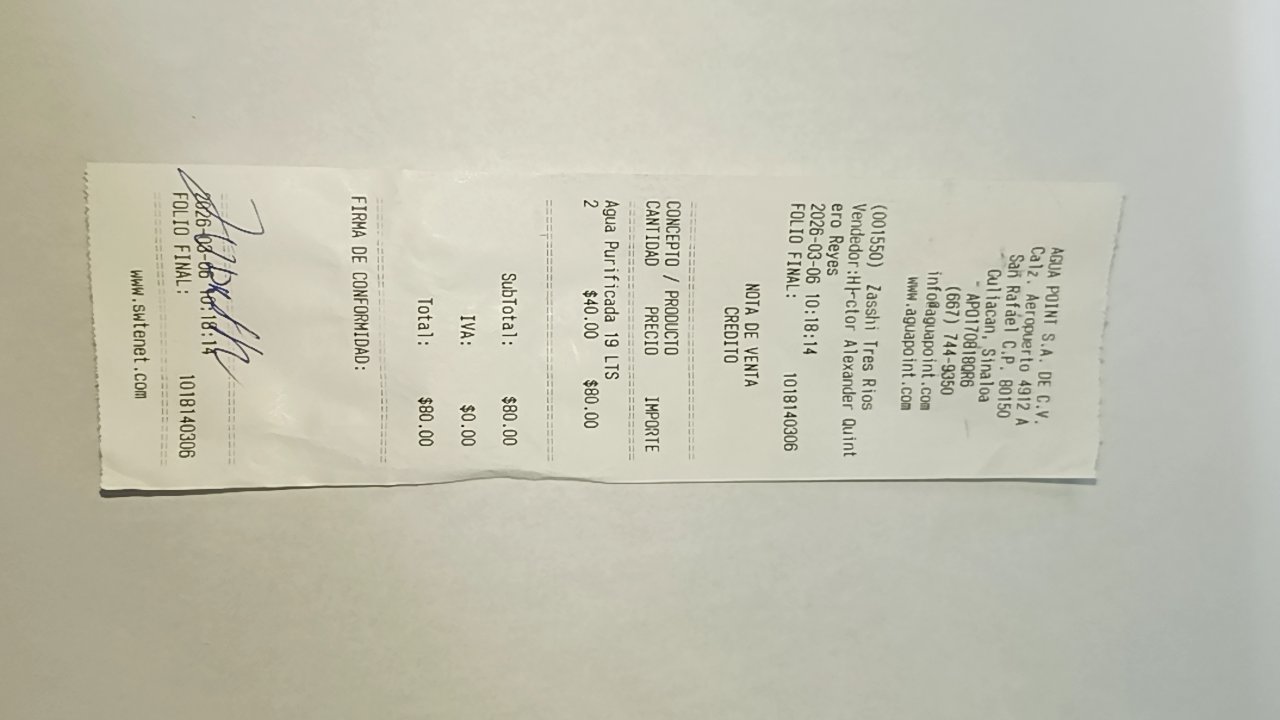 AGUA POINT S.A. DE C.V.
Calz. Aeropuerto 4912 A
San Rafael C.P. 80150
Culiacan, Sinaloa
- APO170818QR6
(667) 744-9350
info@aguapoint.com
www.aguapoint.com
(001550) Zasshi Tres Rios
Vendedor:H|-ctor Alexander Quint
ero Reyes
2026-03-06 10:18:14
FOLIO FINAL: 1018140306
NOTA DE VENTA
CREDITO
CONCEPTO / PRODUCTO
CANTIDAD PRECIO IMPORTE
Agua Purificada 19 LTS
2 $40.00 $80.00
SubTotal: $80.00
IVA: $0.00
Total: $80.00
FIRMA DE CONFORMIDAD:
2026-03-06 10:18:14
FOLIO FINAL: 1018140306
www.swtenet.com